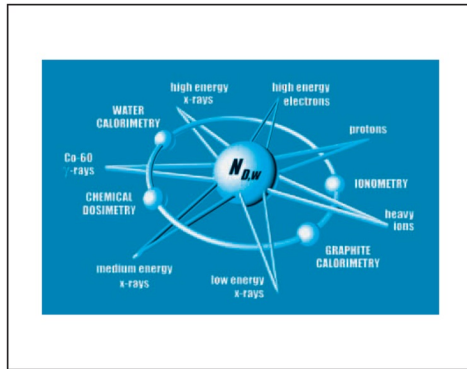 high energy
x-rays
high energy
electrons
WATER
CALORIMETRY
protons
Co-60
γ-rays
N D,W
IONOMETRY
CHEMICAL
DOSIMETRY
heavy
ions
GRAPHITE
CALORIMETRY
medium energy
x-rays
low energy
x-rays